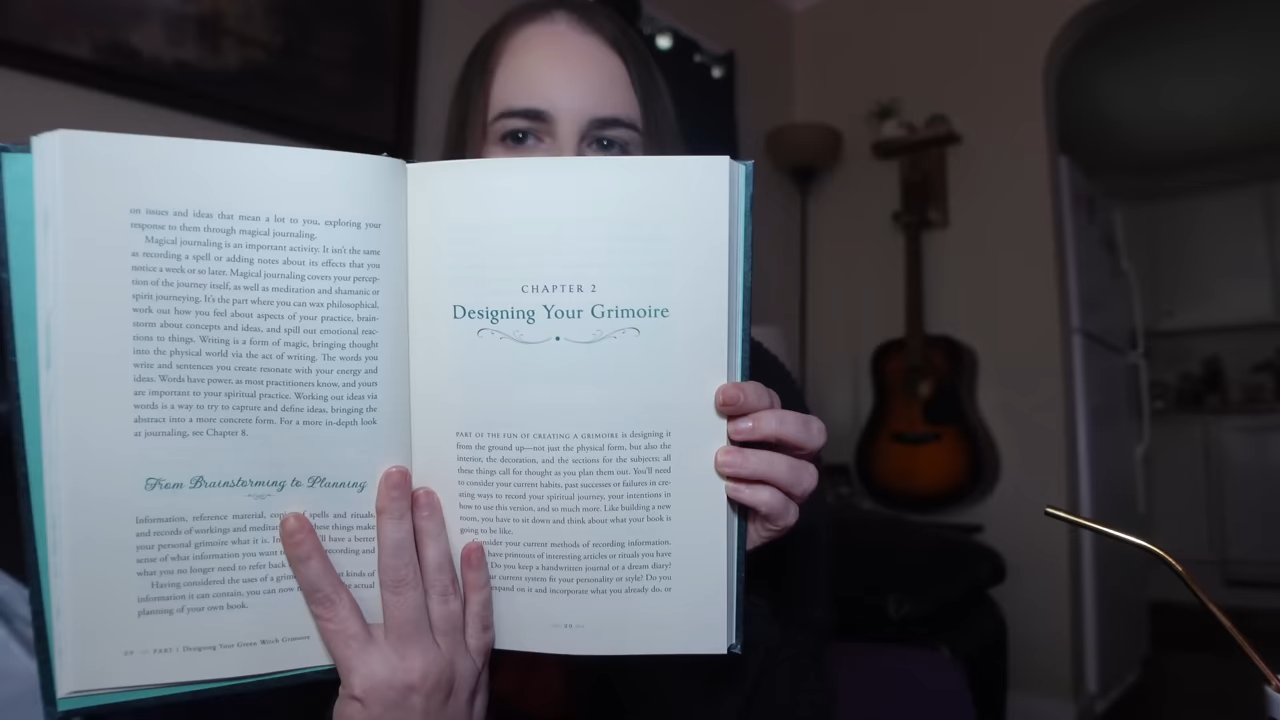 on issues and ideas that mean a lot to you, exploring your
response to them through magical journaling.
Magical journaling is an important activity. It isn't the same
as recording a spell or adding notes about its effects that you
notice a week or so later. Magical journaling covers your percep-
tion of the journey itself, as well as meditation and shamanic or
spirit journeying. It's the part where you can wax philosophical,
work out how you feel about aspects of your practice, brain-
storm about concepts and ideas, and spill out emotional reac-
tions to things. Writing is a form of magic, bringing thought
into the physical world via the act of writing. The words you
write and sentences you create resonate with your energy and
ideas. Words have power, as most practitioners know, and yours
are important to your spiritual practice. Working out ideas via
words is a way to try to capture and define ideas, bringing the
abstract into a more concrete form. For a more in-depth look
at journaling, see Chapter 8.
From Brainstorming to Planning
Information, reference material, copies of spells and rituals,
and records of workings and these things make
your personal grimoire what it is. have a better
sense of what information you want recording and
what you no longer need to refer back
Having considered the uses of a kinds of
information it can contain, you can now actual
planning of your own book.
PART 1 Designing Your Green Witch Grimoire
CHAPTER 2
Designing Your Grimoire
PART OF THE FUN OF CREATING A GRIMOIRE is designing it
from the ground up—not just the physical form, but also the
interior, the decoration, and the sections for the subjects; all
these things call for thought as you plan them out. You'll need
to consider your current habits, past successes or failures in cre-
ating ways to record your spiritual journey, your intentions in
how to use this version, and so much more. Like building a new
room, you have to sit down and think about what your book is
going to be like.
Consider your current methods of recording information.
have printouts of interesting articles or rituals you have
Do you keep a handwritten journal or a dream diary?
current system fit your personality or style? Do you
expand on it and incorporate what you already do, or